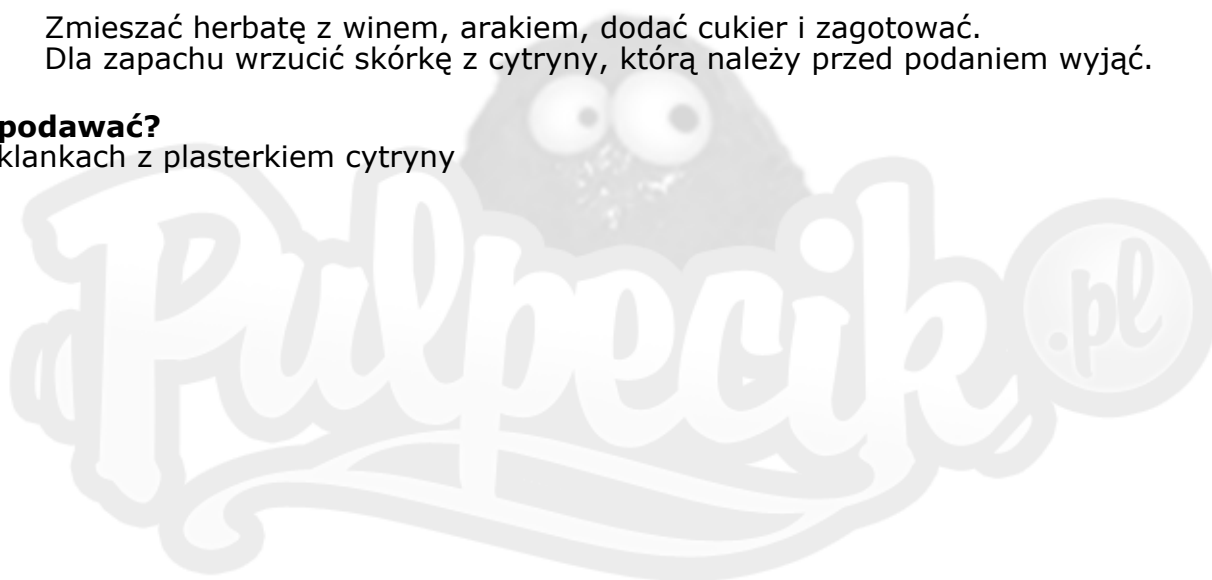 Zmieszać herbatę z winem, arakiem, dodać cukier i zagotować.
Dla zapachu wrzucić skórkę z cytryny, którą należy przed podaniem wyjąć.
podawać?
klankach z plasterkiem cytryny
Pulpecik.pl